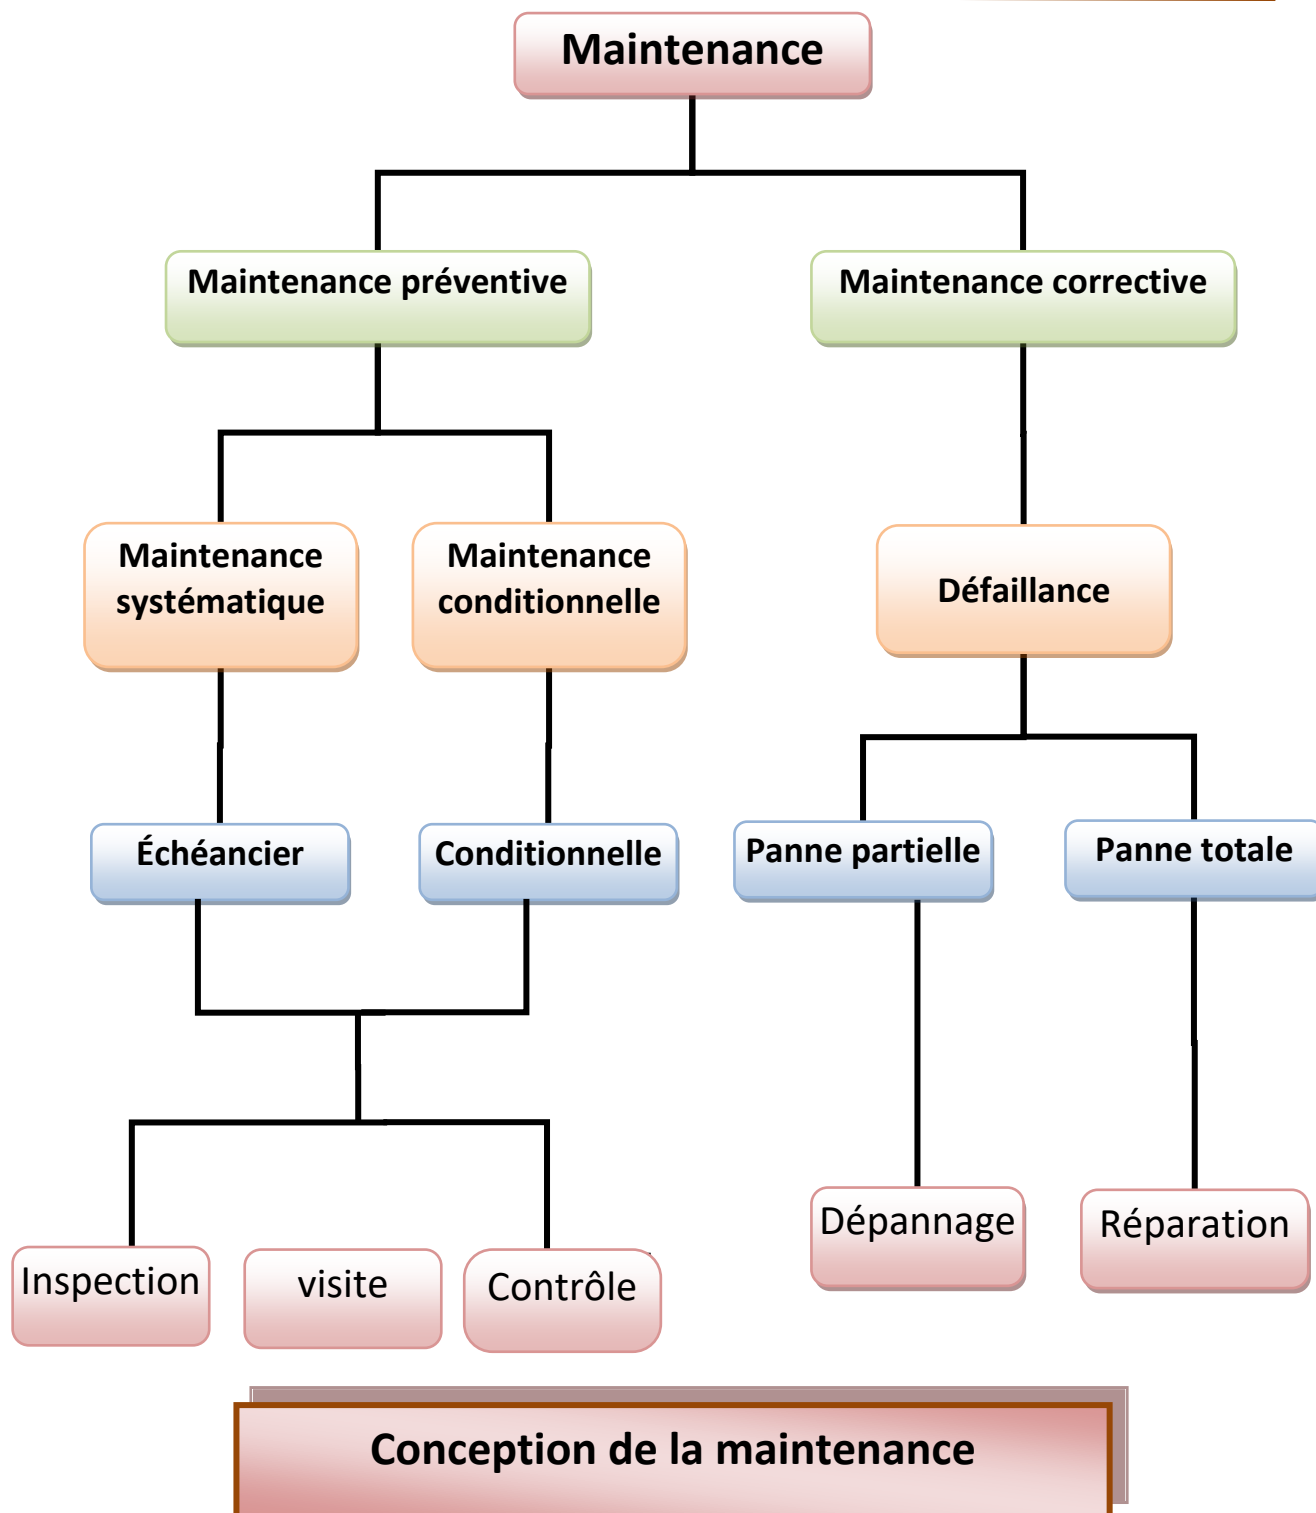 Maintenance
Maintenance préventive
Maintenance corrective
Maintenance
systématique
Maintenance
conditionnelle
Défaillance
Échéancier
Conditionnelle
Panne partielle
Panne totale
Dépannage
Réparation
Inspection
visite
Contrôle
Conception de la maintenance